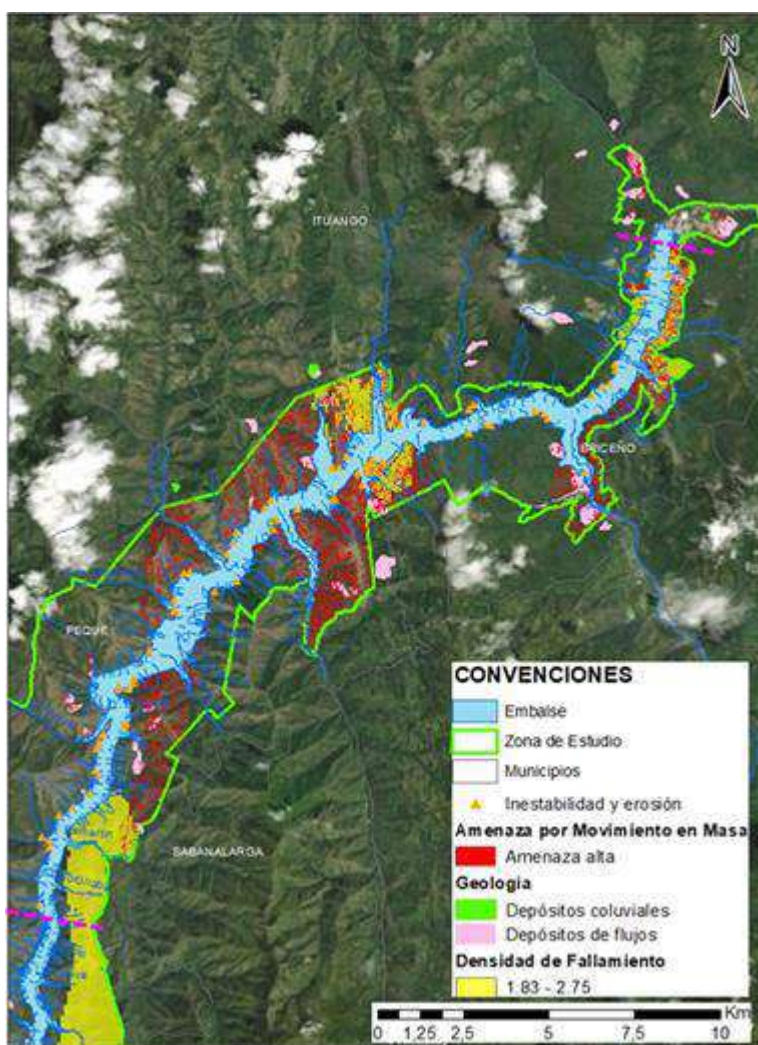 N
ITUANGO
BRICEÑO
PEQUE
SABANALARGA
CONVENCIONES
Embalse
Zona de Estudio
Municipios
Inestabilidad y erosión
Amenaza por Movimiento en Masa
Amenaza alta
Geología
Depósitos coluviales
Depósitos de flujos
Densidad de Fallamiento
1.83 - 2.75
Km
0 1,25 2,5 5 7,5 10